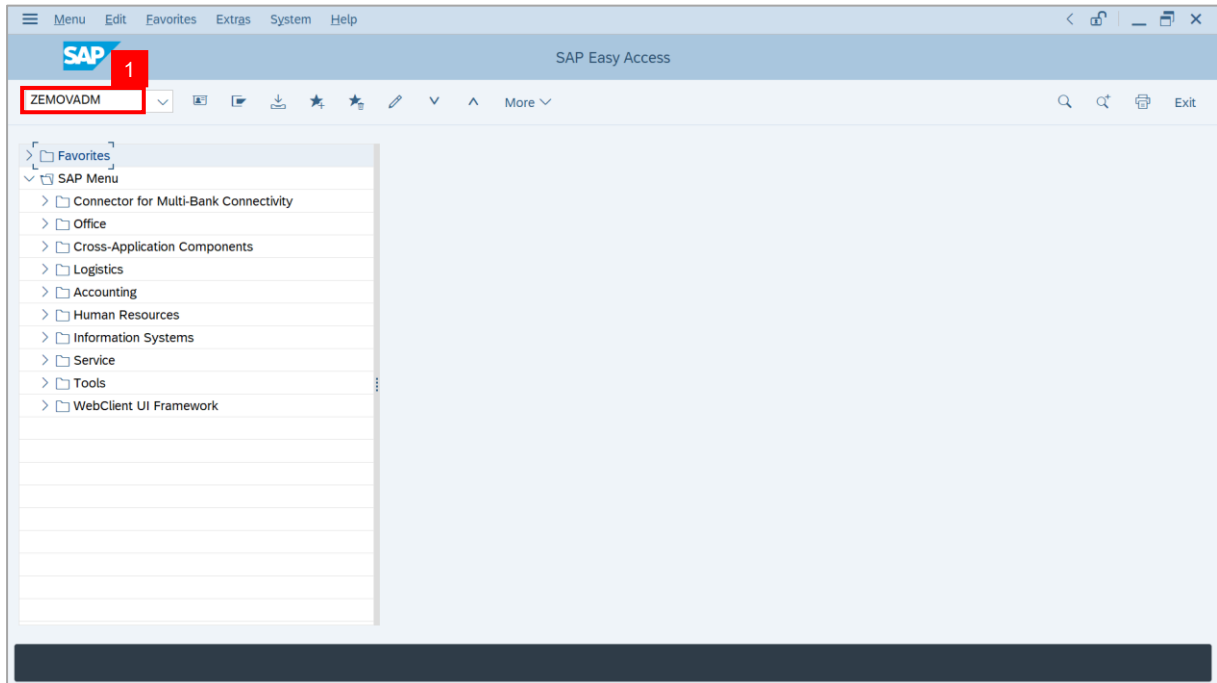 Menu Edit Favorites Extras System Help
SAP
SAP Easy Access
1
ZEMOVADM
More
Exit
Favorites
SAP Menu
Connector for Multi-Bank Connectivity
Office
Cross-Application Components
Logistics
Accounting
Human Resources
Information Systems
Service
Tools
WebClient UI Framework